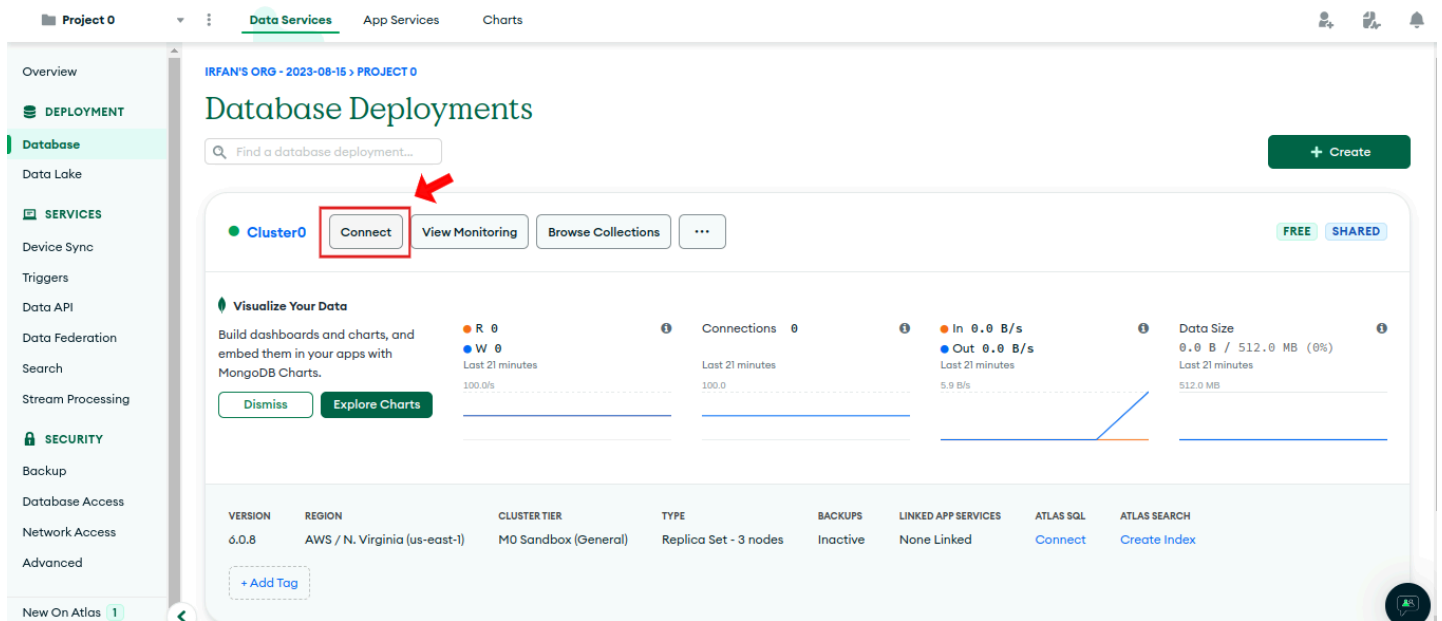 Project 0
Data Services
App Services
Charts
Overview
DEPLOYMENT
Database
Data Lake
SERVICES
Device Sync
Triggers
Data API
Data Federation
Search
Stream Processing
SECURITY
Backup
Database Access
Network Access
Advanced
New On Atlas 1
IRFAN'S ORG - 2023-08-15 > PROJECT 0
Database Deployments
Find a database deployment...
+ Create
Cluster0
Connect
View Monitoring
Browse Collections
...
FREE
SHARED
Visualize Your Data
Build dashboards and charts, and
embed them in your apps with
MongoDB Charts.
Dismiss
Explore Charts
R 0
W 0
Last 21 minutes
100.0/s
Connections 0
Last 21 minutes
100.0
In 0.0 B/s
Out 0.0 B/s
Last 21 minutes
5.9 B/s
Data Size
0.0 B / 512.0 MB (0%)
Last 21 minutes
512.0 MB
VERSION
6.0.8
REGION
AWS / N. Virginia (us-east-1)
CLUSTER TIER
M0 Sandbox (General)
TYPE
Replica Set - 3 nodes
BACKUPS
Inactive
LINKED APP SERVICES
None Linked
ATLAS SQL
Connect
ATLAS SEARCH
Create Index
+ Add Tag